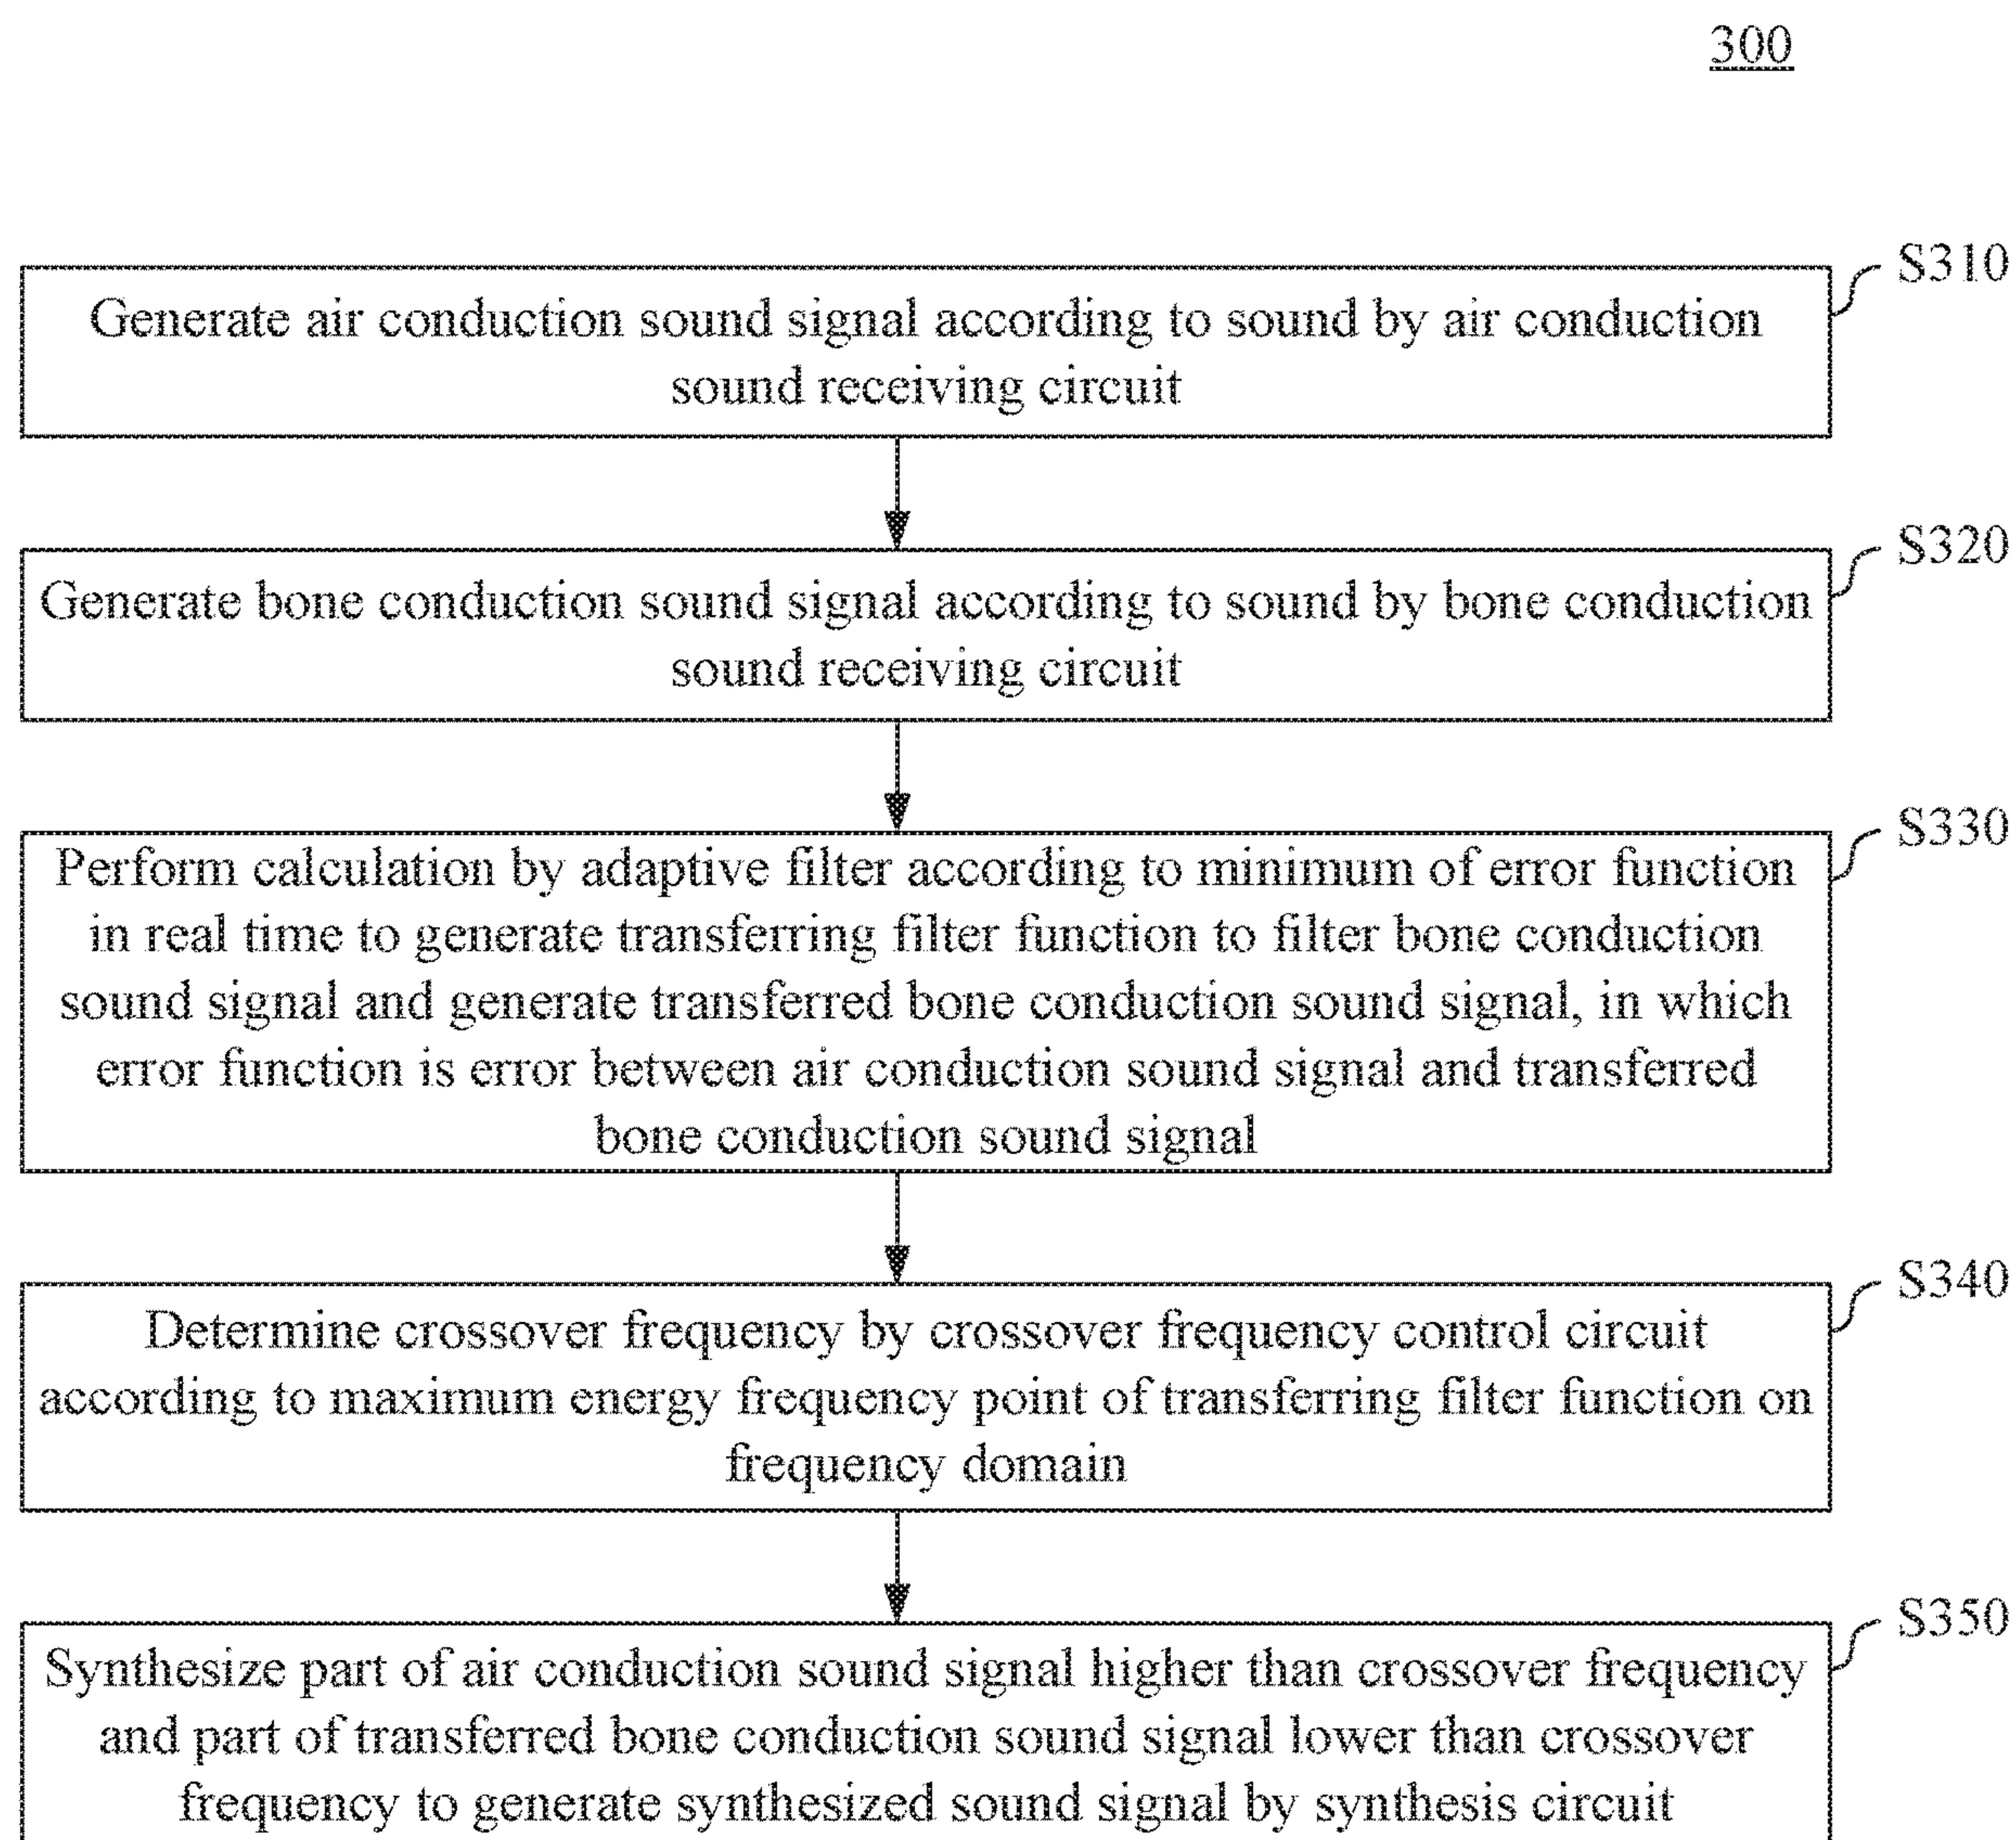 300
S310
Generate air conduction sound signal according to sound by air conduction
sound receiving circuit
S320
Generate bone conduction sound signal according to sound by bone conduction
sound receiving circuit
S330
Perform calculation by adaptive filter according to minimum of error function
in real time to generate transferring filter function to filter bone conduction
sound signal and generate transferred bone conduction sound signal, in which
error function is error between air conduction sound signal and transferred
bone conduction sound signal
S340
Determine crossover frequency by crossover frequency control circuit
according to maximum energy frequency point of transferring filter function on
frequency domain
S350
Synthesize part of air conduction sound signal higher than crossover frequency
and part of transferred bone conduction sound signal lower than crossover
frequency to generate synthesized sound signal by synthesis circuit